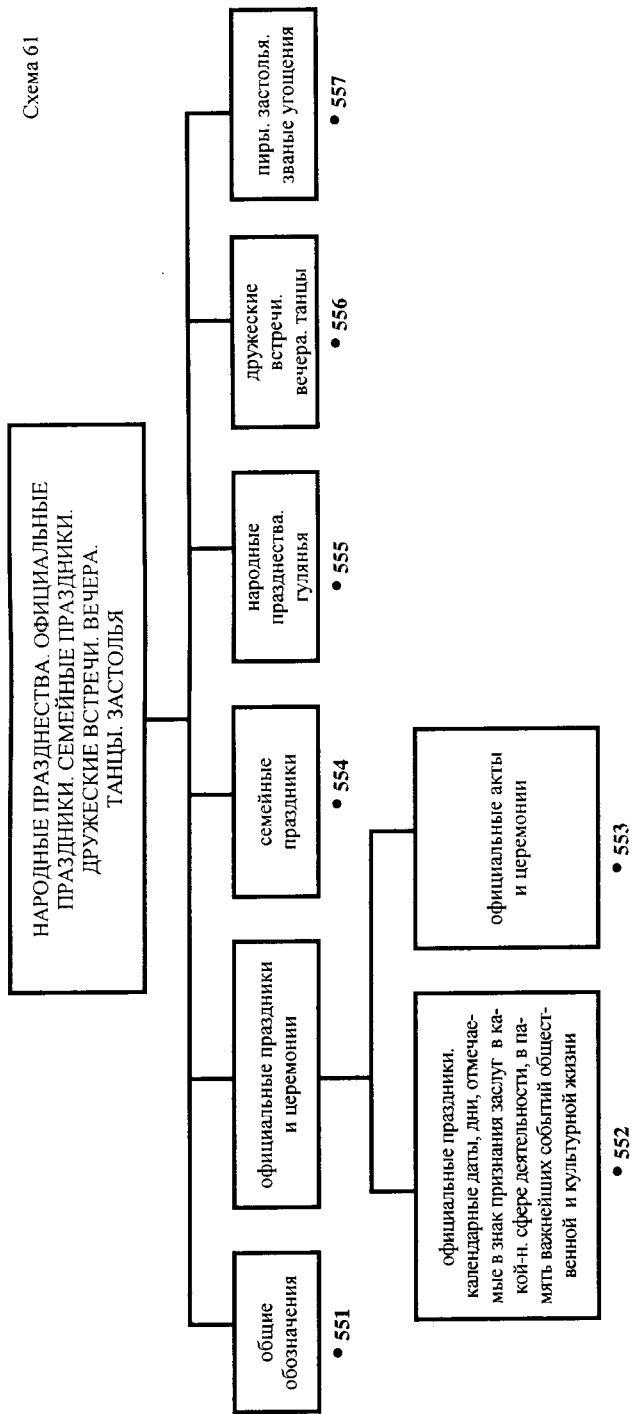 Схема 61
НАРОДНЫЕ ПРАЗДНЕСТВА. ОФИЦИАЛЬНЫЕ
ПРАЗДНИКИ. СЕМЕЙНЫЕ ПРАЗДНИКИ.
ДРУЖЕСКИЕ ВСТРЕЧИ. ВЕЧЕРА.
ТАНЦЫ. ЗАСТОЛЬЯ
общие
обозначения
• 551
официальные праздники
и церемонии
семейные
праздники
• 554
народные
празднества.
гулянья
• 555
дружеские
встречи.
вечера. танцы
• 556
пиры. застолья.
званые угощения
• 557
официальные праздники.
календарные даты, дни, отмечае-
мые в знак признания заслуг в ка-
кой-н. сфере деятельности, в па-
мять важнейших событий общест-
венной и культурной жизни
• 552
официальные акты
и церемонии
• 553